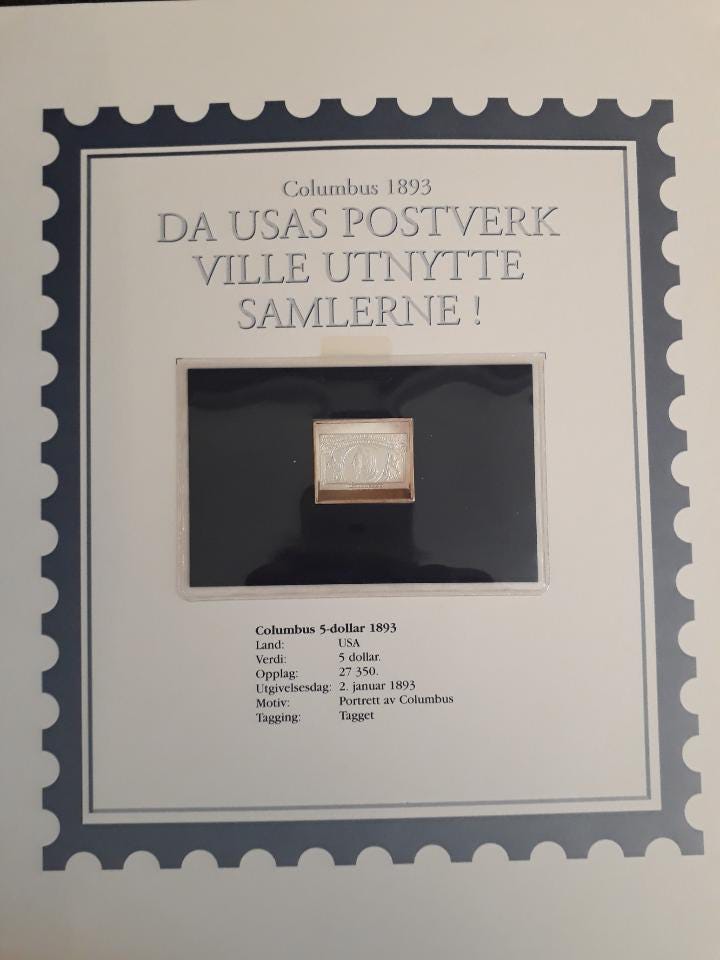 Columbus 1893
DA USAS POSTVERK
VILLE UTNYTTE
SAMLERNE !
Columbus 5-dollar 1893
Land: USA
Verdi: 5 dollar.
Opplag: 27 350.
Utgivelsesdag: 2. januar 1893
Motiv: Portrett av Columbus
Tagging: Tagget